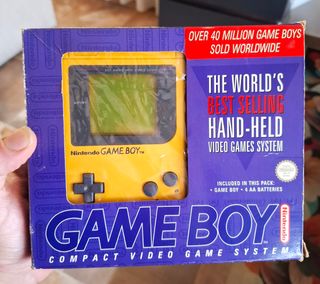 OVER 40 MILLION GAME BOYS
SOLD WORLDWIDE
THE WORLD'S
BEST SELLING
HAND-HELD
VIDEO GAMES SYSTEM
Nintendo GAME BOY™
INCLUDED IN THIS PACK:
• GAME BOY • 4 AA BATTERIES
GAME BOY
Nintendo
COMPACT VIDEO GAME SYSTEM